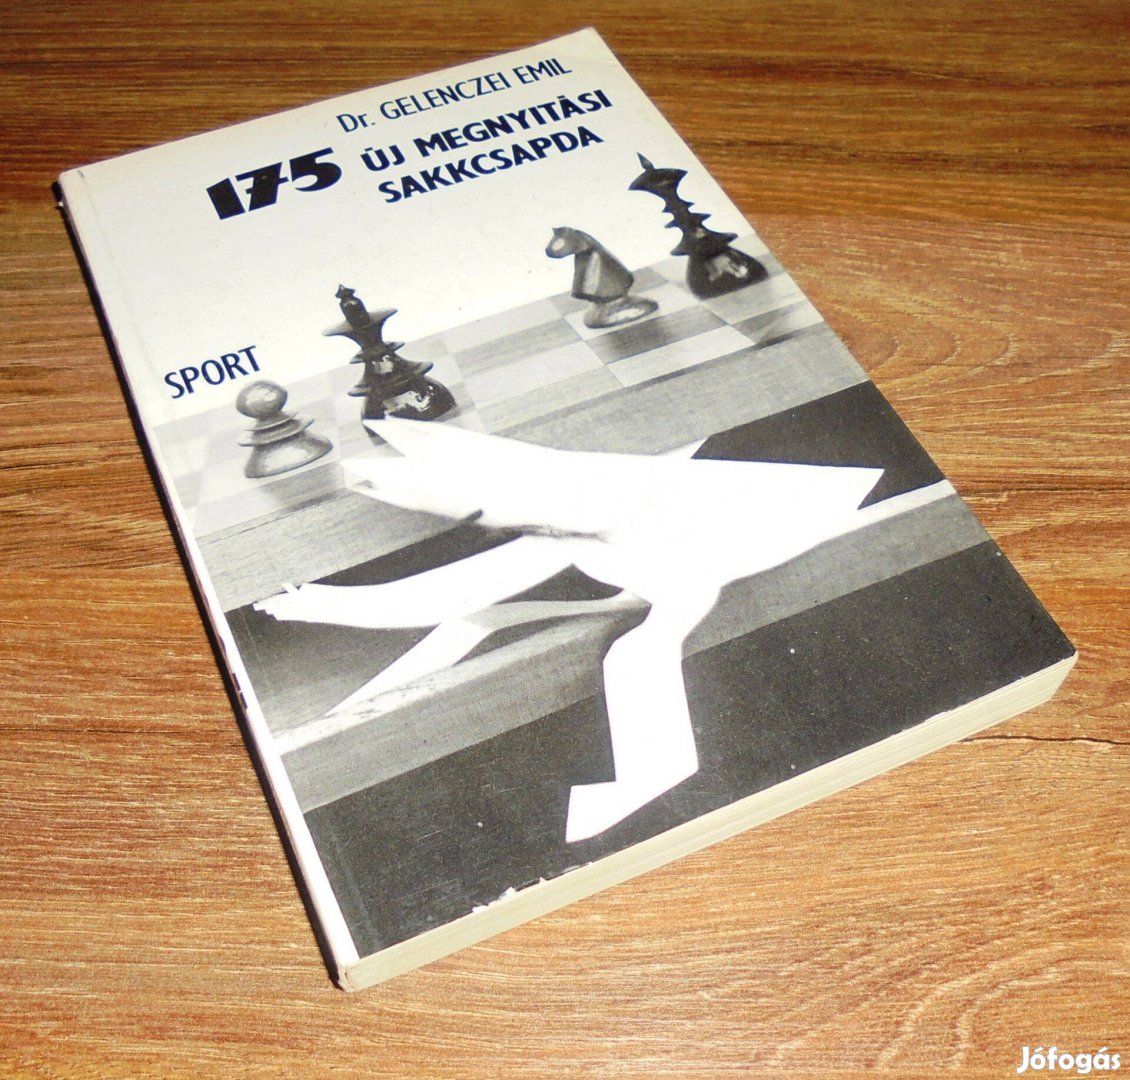 Dr. GELENCZEI EMIL
175 ÚJ MEGNYITÁSI
SAKKCSAPDA
SPORT
Jófogás